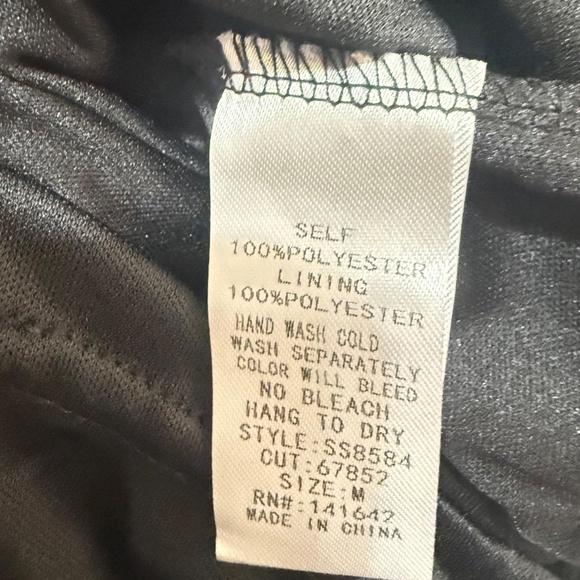 SELF
100%POLYESTER
LINING
100%POLYESTER
HAND WASH COLD
WASH SEPARATELY
COLOR WILL BLEED
NO BLEACH
HANG TO DRY
STYLE:SS8584
CUT:67852
SIZE:M
RN#:141642
MADE IN CHINA